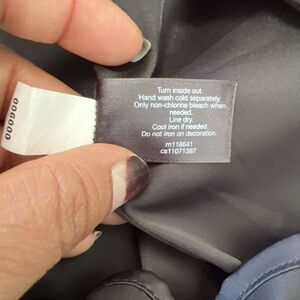 Turn inside out.
Hand wash cold separately.
Only non-chlorine bleach when
needed.
Line dry.
Cool iron if needed.
Do not iron on decoration.
rn118641
cs11071387
006000